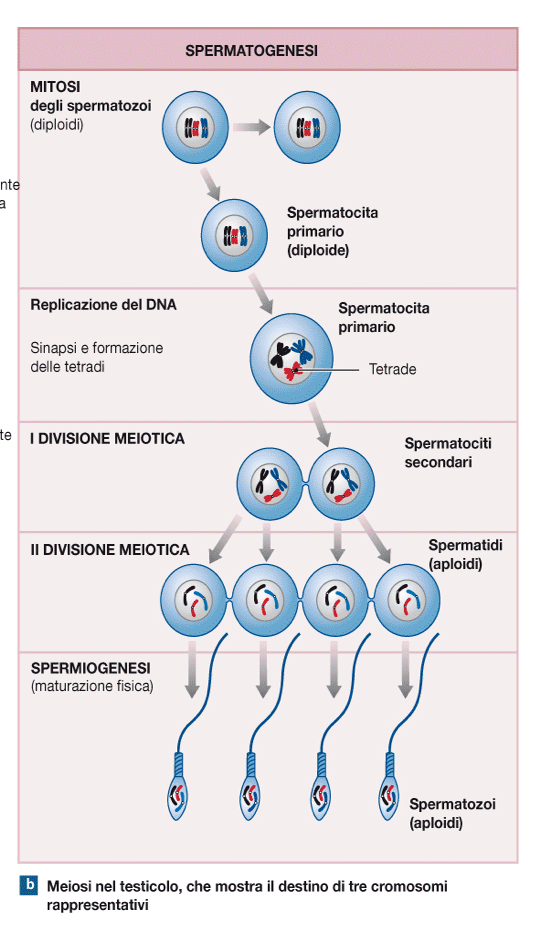 SPERMATOGENESI
MITOSI
degli spermatozoi
(diploidi)
nte
a
Spermatocita
primario
(diploide)
Replicazione del DNA
Spermatocita
primario
Sinapsi e formazione
delle tetradi
Tetrade
te
I DIVISIONE MEIOTICA
Spermatociti
secondari
II DIVISIONE MEIOTICA
Spermatidi
(aploidi)
SPERMIOGENESI
(maturazione fisica)
Spermatozoi
(aploidi)
b Meiosi nel testicolo, che mostra il destino di tre cromosomi
rappresentativi